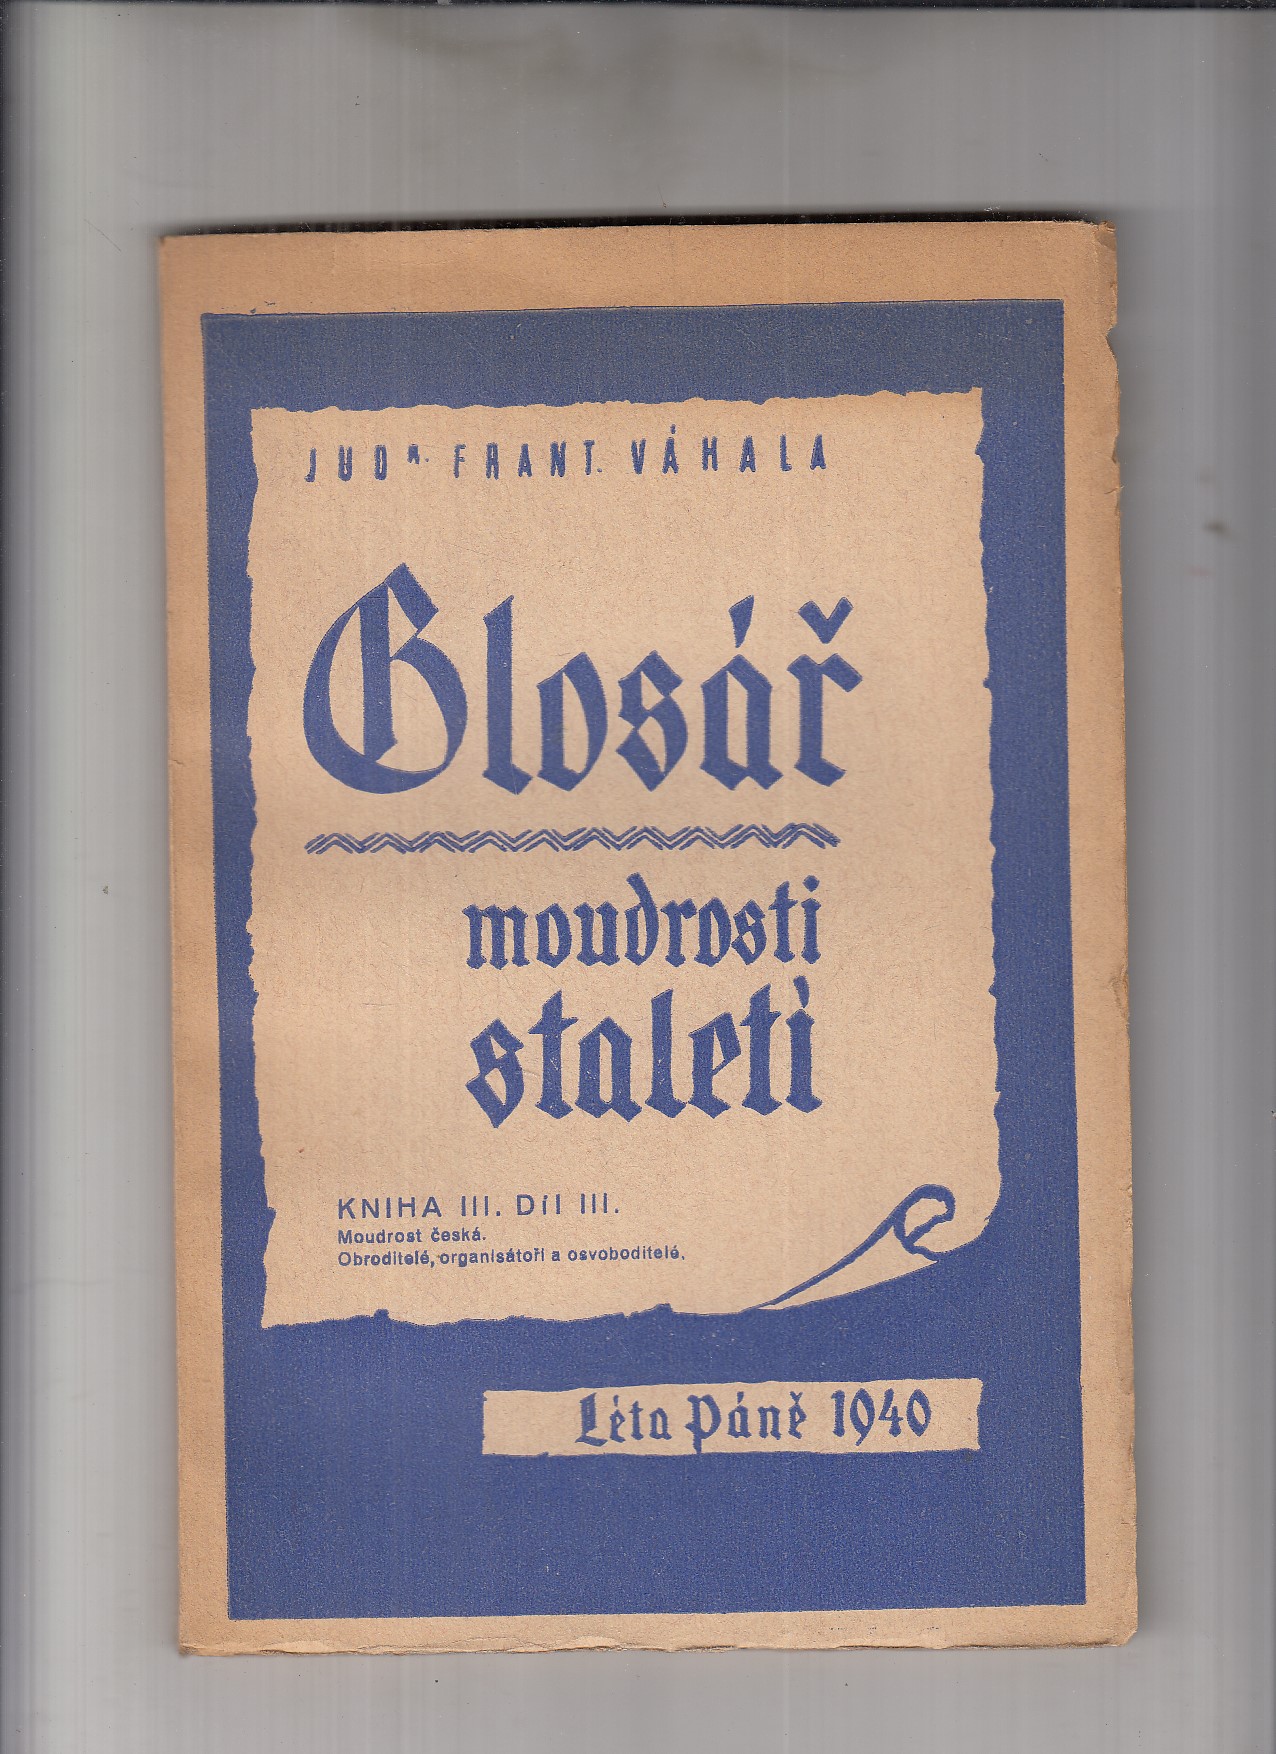 JUDR. FRANT. VÁHALA
Glosář
moudrosti
staletí
KNIHA III. Díl III.
Moudrost česká.
Obroditelé, organisátoři a osvoboditelé.
Léta Páně 1940